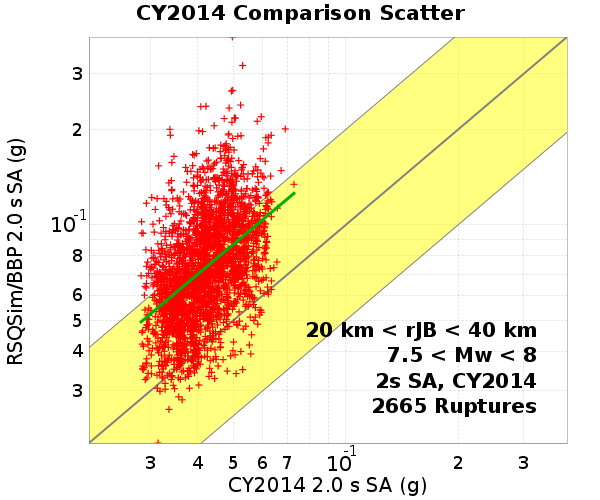 CY2014 Comparison Scatter
RSQSim/BBP 2.0 s SA (g)
3
2
10-1
8
6
5
4
3
20 km < rJB < 40 km
7.5 < Mw < 8
2s SA, CY2014
2665 Ruptures
3 4 5 6 7 10-1 2 3
CY2014 2.0 s SA (g)